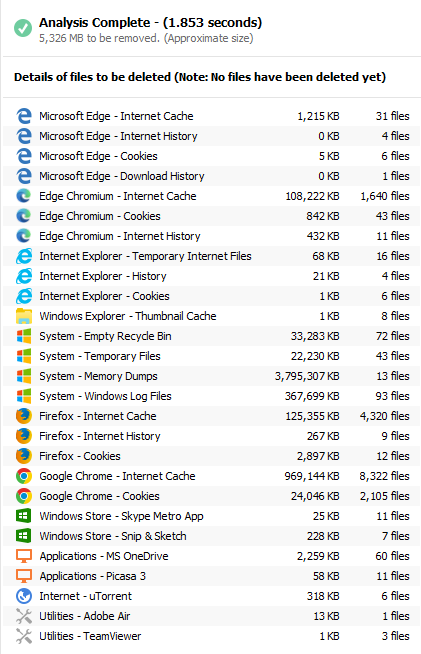 Analysis Complete - (1.853 seconds)
5,326 MB to be removed. (Approximate size)
Details of files to be deleted (Note: No files have been deleted yet)
Microsoft Edge - Internet Cache 1,215 KB 31 files
Microsoft Edge - Internet History 0 KB 4 files
Microsoft Edge - Cookies 5 KB 6 files
Microsoft Edge - Download History 0 KB 1 files
Edge Chromium - Internet Cache 108,222 KB 1,640 files
Edge Chromium - Cookies 842 KB 43 files
Edge Chromium - Internet History 432 KB 11 files
Internet Explorer - Temporary Internet Files 68 KB 16 files
Internet Explorer - History 21 KB 4 files
Internet Explorer - Cookies 1 KB 6 files
Windows Explorer - Thumbnail Cache 1 KB 8 files
System - Empty Recycle Bin 33,283 KB 72 files
System - Temporary Files 22,230 KB 43 files
System - Memory Dumps 3,795,307 KB 13 files
System - Windows Log Files 367,699 KB 93 files
Firefox - Internet Cache 125,355 KB 4,320 files
Firefox - Internet History 267 KB 9 files
Firefox - Cookies 2,897 KB 12 files
Google Chrome - Internet Cache 969,144 KB 8,322 files
Google Chrome - Cookies 24,046 KB 2,105 files
Windows Store - Skype Metro App 25 KB 11 files
Windows Store - Snip & Sketch 228 KB 7 files
Applications - MS OneDrive 2,259 KB 60 files
Applications - Picasa 3 58 KB 11 files
Internet - uTorrent 318 KB 6 files
Utilities - Adobe Air 13 KB 1 files
Utilities - TeamViewer 1 KB 3 files